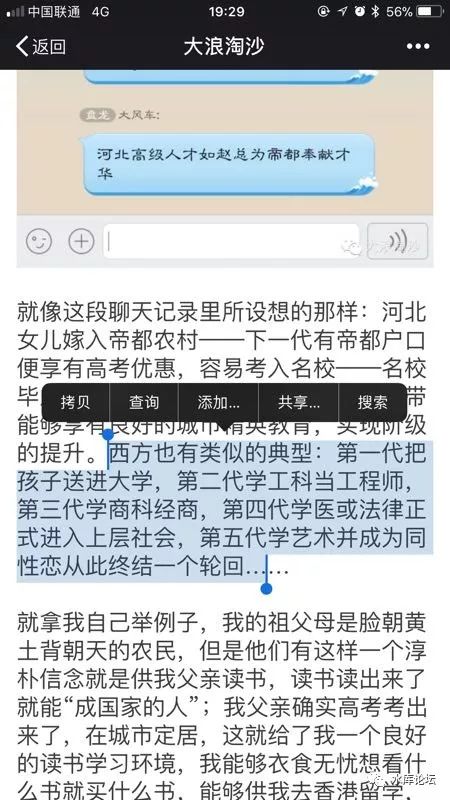 中国联通 4G 19:29 56%
返回 大浪淘沙
盘龙 大风车:
河北高级人才如赵总为帝都奉献才
华
大浪淘沙
就像这段聊天记录里所设想的那样：河北
女儿嫁入帝都农村——下一代有帝都户口
便享有高考优惠，容易考入名校——名校
毕
拷贝 查询 添加... 共享... 搜索
带
能够享有良好的城市精英教育，实现阶级
的提升。西方也有类似的典型：第一代把
孩子送进大学，第二代学工科当工程师，
第三代学商科经商，第四代学医或法律正
式进入上层社会，第五代学艺术并成为同
性恋从此终结一个轮回……
就拿我自己举例子，我的祖父母是脸朝黄
土背朝天的农民，但是他们有这样一个淳
朴信念就是供我父亲读书，读书读出来了
就能“成国家的人”；我父亲确实高考考出
来了，在城市定居，这就给了我一个良好
的读书学习环境，我能够衣食无忧想看什
么书就买什么书，能够供我去香港留学，
水库论坛